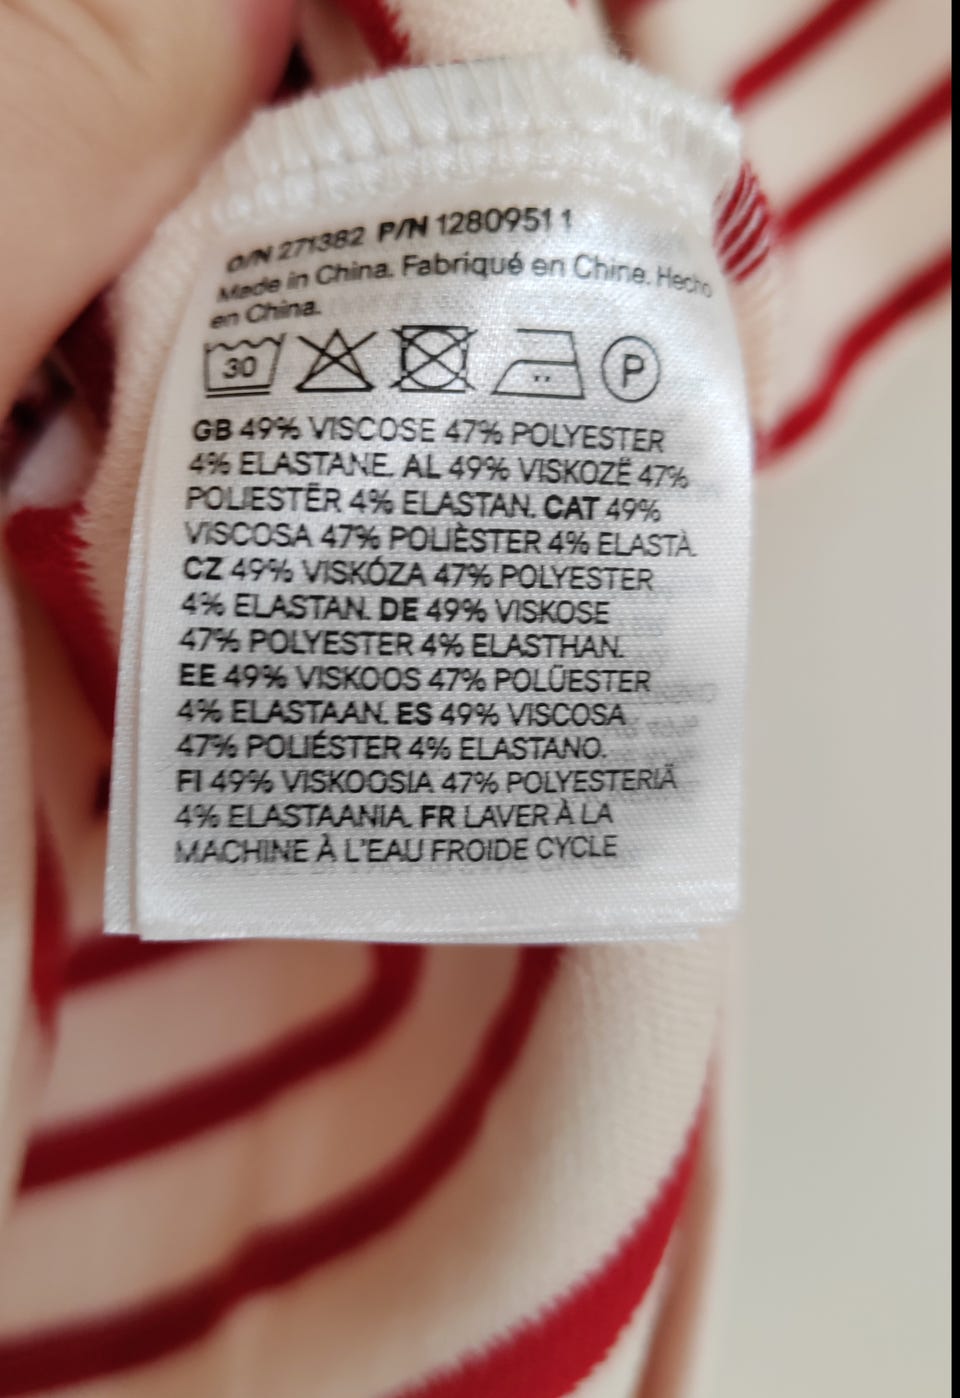 O/N 271382 P/N 1280951 1
Made in China. Fabriqué en Chine. Hecho
en China.
30 P
GB 49% VISCOSE 47% POLYESTER
4% ELASTANE. AL 49% VISKOZË 47%
POLIESTËR 4% ELASTAN. CAT 49%
VISCOSA 47% POLIÈSTER 4% ELASTÀ.
CZ 49% VISKÓZA 47% POLYESTER
4% ELASTAN. DE 49% VISKOSE
47% POLYESTER 4% ELASTHAN.
EE 49% VISKOOS 47% POLÜESTER
4% ELASTAAN. ES 49% VISCOSA
47% POLIÉSTER 4% ELASTANO.
FI 49% VISKOOSIA 47% POLYESTERIÄ
4% ELASTAANIA. FR LAVER À LA
MACHINE À L'EAU FROIDE CYCLE